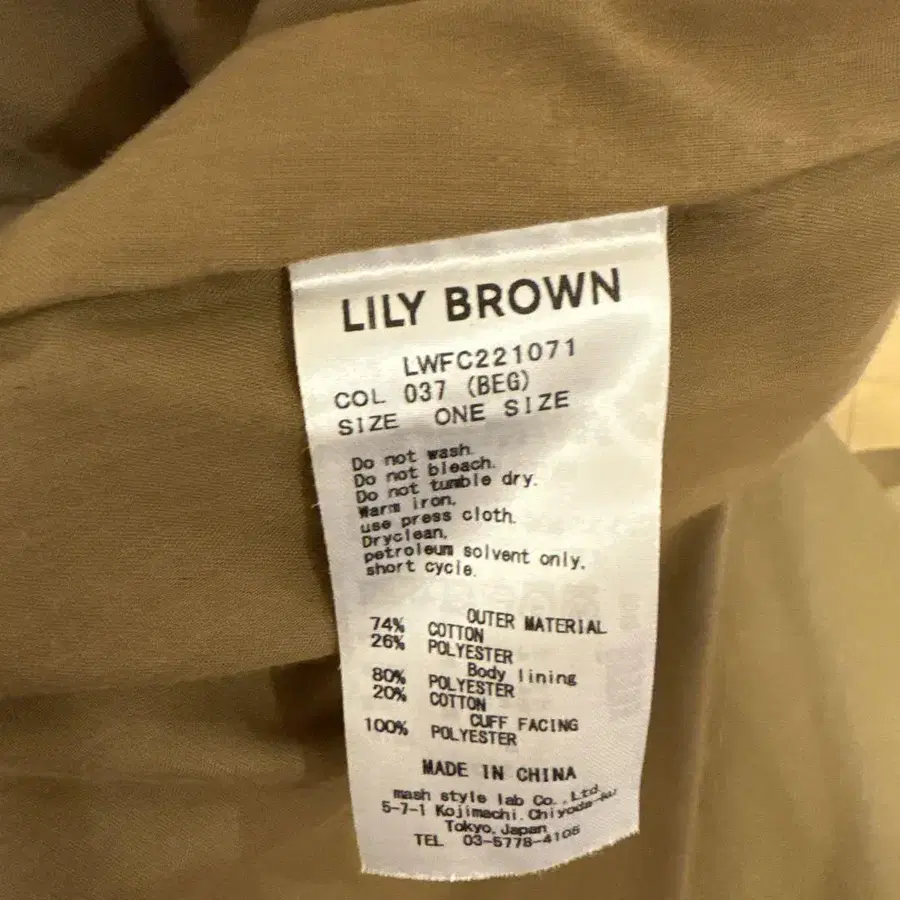 LILY BROWN
LWFC221071
COL 037 (BEG)
SIZE ONE SIZE
Do not wash.
Do not bleach.
Do not tumble dry.
Warm iron,
use press cloth.
Dryclean,
petroleum solvent only,
short cycle.
OUTER MATERIAL
74% COTTON
26% POLYESTER
Body lining
80% POLYESTER
20% COTTON
CUFF FACING
100% POLYESTER
MADE IN CHINA
mash style lab Co.,Ltd.
5-7-1 Kojimachi,Chiyoda-ku
Tokyo,Japan
TEL 03-5778-4106